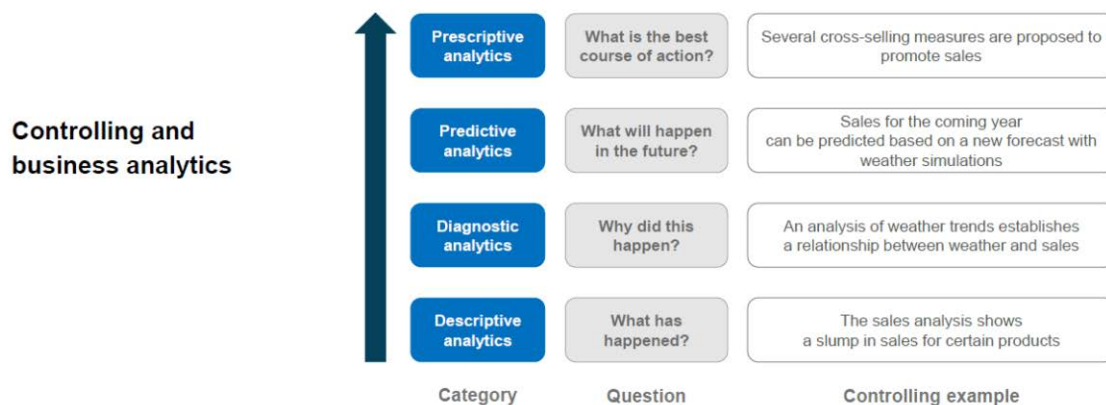 Controlling and
business analytics
Prescriptive
analytics
What is the best
course of action?
Several cross-selling measures are proposed to
promote sales
Predictive
analytics
What will happen
in the future?
Sales for the coming year
can be predicted based on a new forecast with
weather simulations
Diagnostic
analytics
Why did this
happen?
An analysis of weather trends establishes
a relationship between weather and sales
Descriptive
analytics
What has
happened?
The sales analysis shows
a slump in sales for certain products
Category
Question
Controlling example